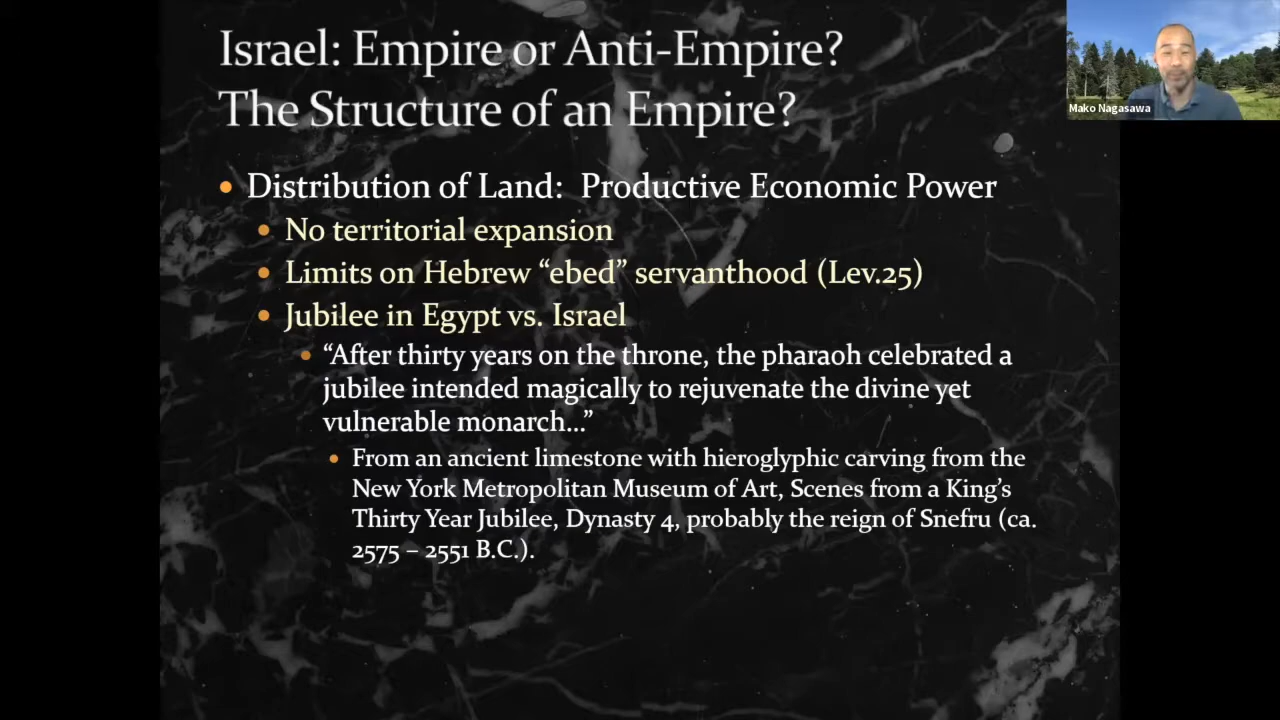 Israel: Empire or Anti-Empire?
The Structure of an Empire?
Mako Nagasawa
• Distribution of Land: Productive Economic Power
• No territorial expansion
• Limits on Hebrew “ebed” servanthood (Lev.25)
• Jubilee in Egypt vs. Israel
• “After thirty years on the throne, the pharaoh celebrated a
jubilee intended magically to rejuvenate the divine yet
vulnerable monarch…”
• From an ancient limestone with hieroglyphic carving from the
New York Metropolitan Museum of Art, Scenes from a King’s
Thirty Year Jubilee, Dynasty 4, probably the reign of Snefru (ca.
2575 – 2551 B.C.).